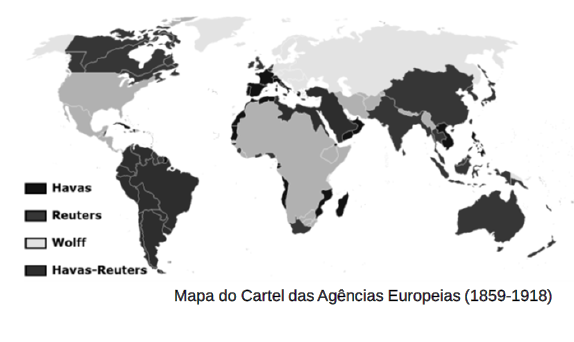 Havas
Reuters
Wolff
Havas-Reuters
Mapa do Cartel das Agências Europeias (1859-1918)